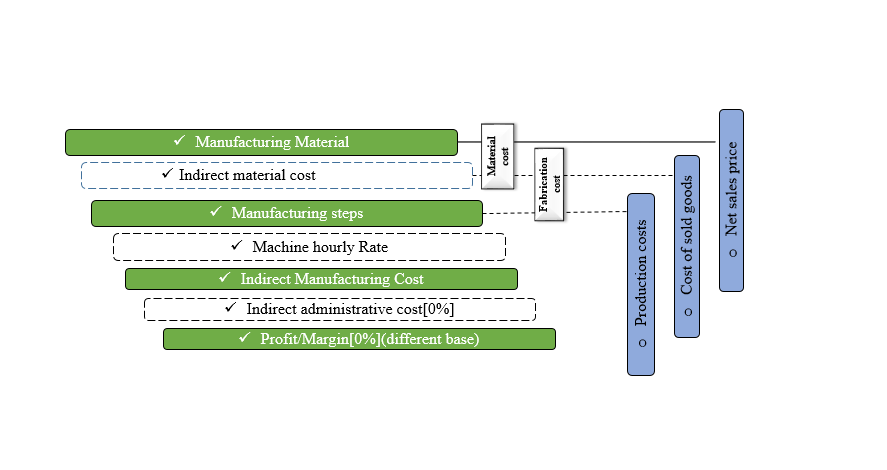 ✓ Manufacturing Material
✓ Indirect material cost
✓ Manufacturing steps
✓ Machine hourly Rate
✓ Indirect Manufacturing Cost
✓ Indirect administrative cost[0%]
✓ Profit/Margin[0%](different base)
Material
cost
Fabrication
cost
o Production costs
o Cost of sold goods
o Net sales price